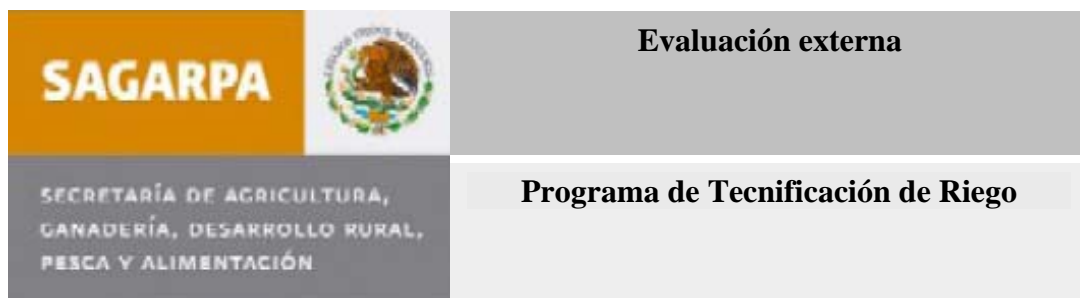 SAGARPA
SECRETARÍA DE AGRICULTURA,
GANADERÍA, DESARROLLO RURAL,
PESCA Y ALIMENTACIÓN
Evaluación externa
Programa de Tecnificación de Riego